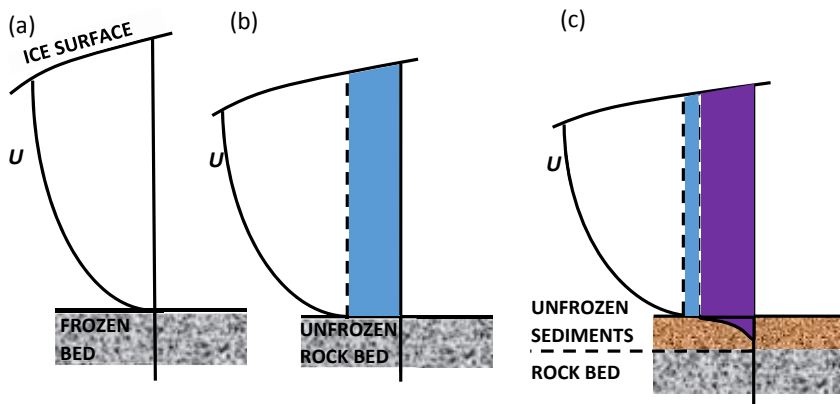 (a)
ICE SURFACE
U
FROZEN
BED
(b)
U
UNFROZEN
ROCK BED
(c)
U
UNFROZEN
SEDIMENTS
ROCK BED